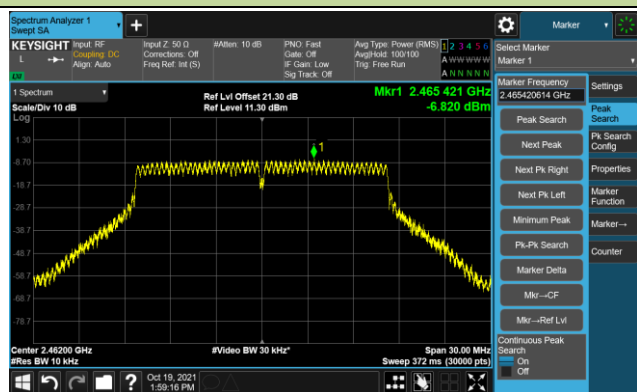 Spectrum Analyzer 1
Swept SA
Marker
KEYSIGHT
L
Input: RF
Coupling: DC
Align: Auto
Input Z: 50 Ω
Corrections: Off
Freq Ref: Int (S)
#Atten: 10 dB
PNO: Fast
Gate: Off
IF Gain: Low
Sig Track: Off
Avg Type: Power (RMS)
Avg|Hold: 100/100
Trig: Free Run
1 2 3 4 5 6
A W W W W W
A N N N N N
Select Marker
Marker 1
1 Spectrum
Scale/Div 10 dB
Log
Ref Lvl Offset 21.30 dB
Ref Level 11.30 dBm
Mkr1 2.465 421 GHz
-6.820 dBm
1
1.30
-8.70
-18.7
-28.7
-38.7
-48.7
-58.7
-68.7
-78.7
Center 2.46200 GHz
#Res BW 10 kHz
#Video BW 30 kHz*
Span 30.00 MHz
Sweep 372 ms (30000 pts)
Marker Frequency
2.465420614 GHz
Peak Search
Next Peak
Next Pk Right
Next Pk Left
Minimum Peak
Pk-Pk Search
Marker Delta
Mkr→CF
Mkr→Ref Lvl
Continuous Peak
Search
On
Off
Settings
Peak
Search
Pk Search
Config
Properties
Marker
Function
Marker→
Counter
?
Oct 19, 2021
1:59:16 PM